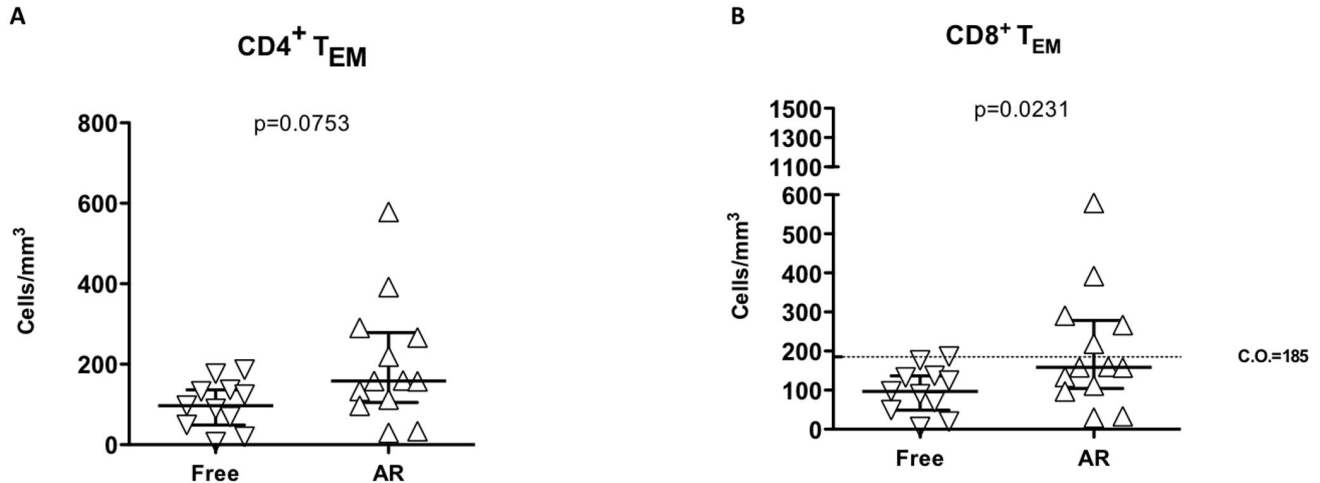 A
CD4+ TEM
p=0.0753
800
600
400
200
0
Cells/mm3
Free
AR
B
CD8+ TEM
p=0.0231
1500
1300
1100
600
500
400
300
200
100
0
Cells/mm3
C.O.=185
Free
AR